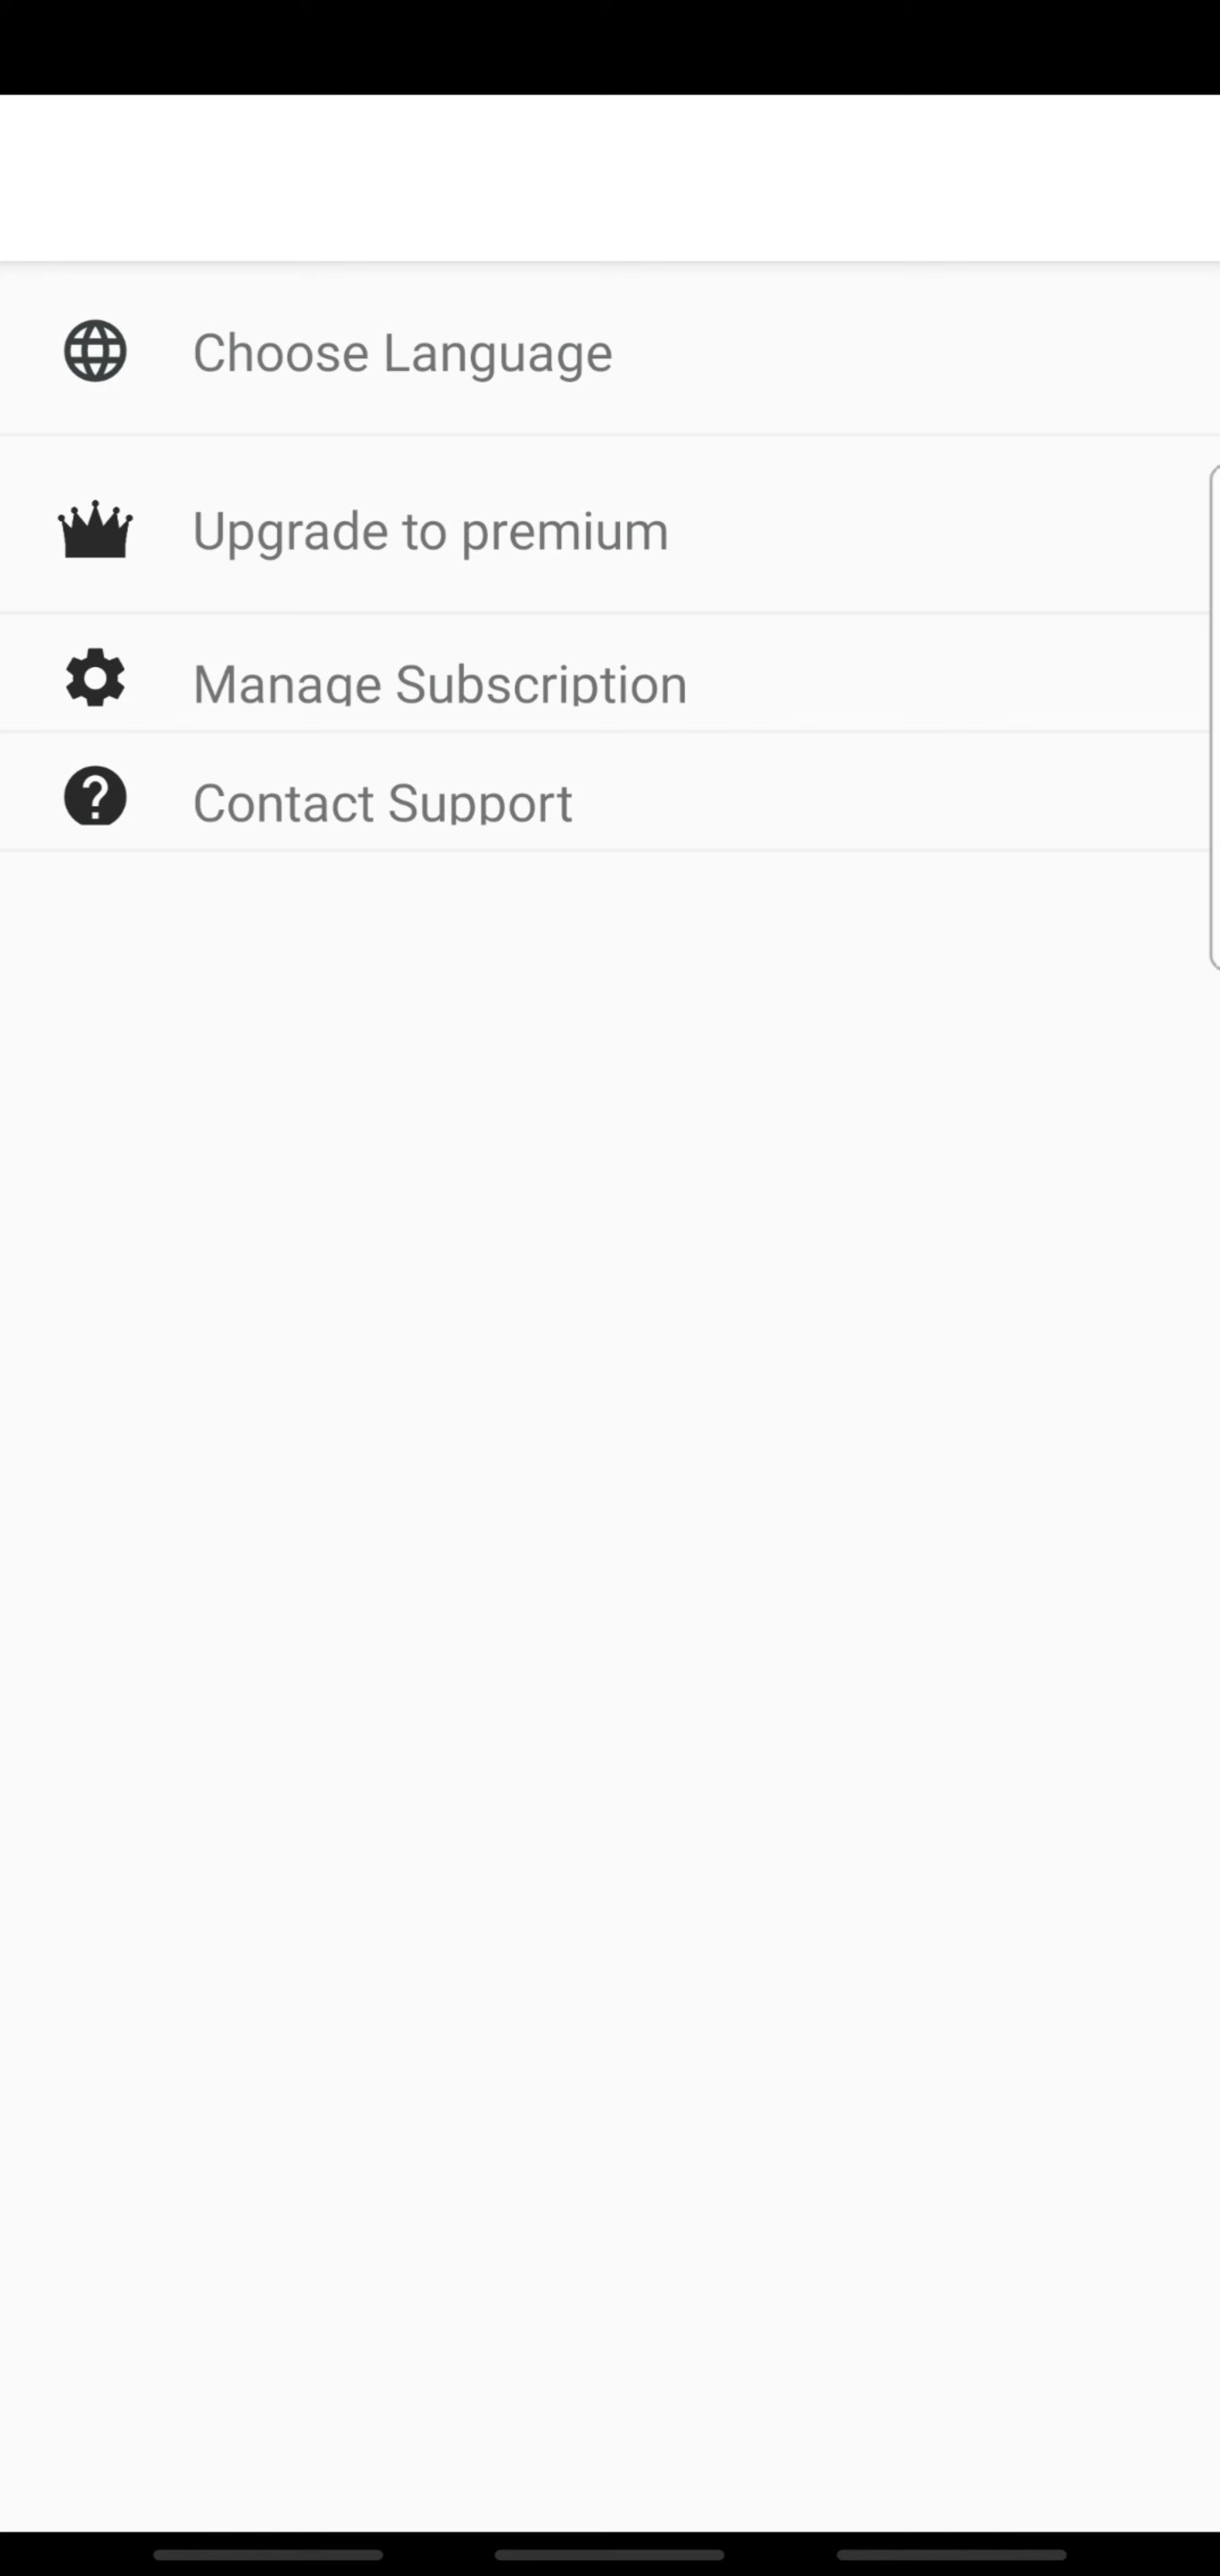 Choose Language
Upgrade to premium
Manage Subscription
Contact Support